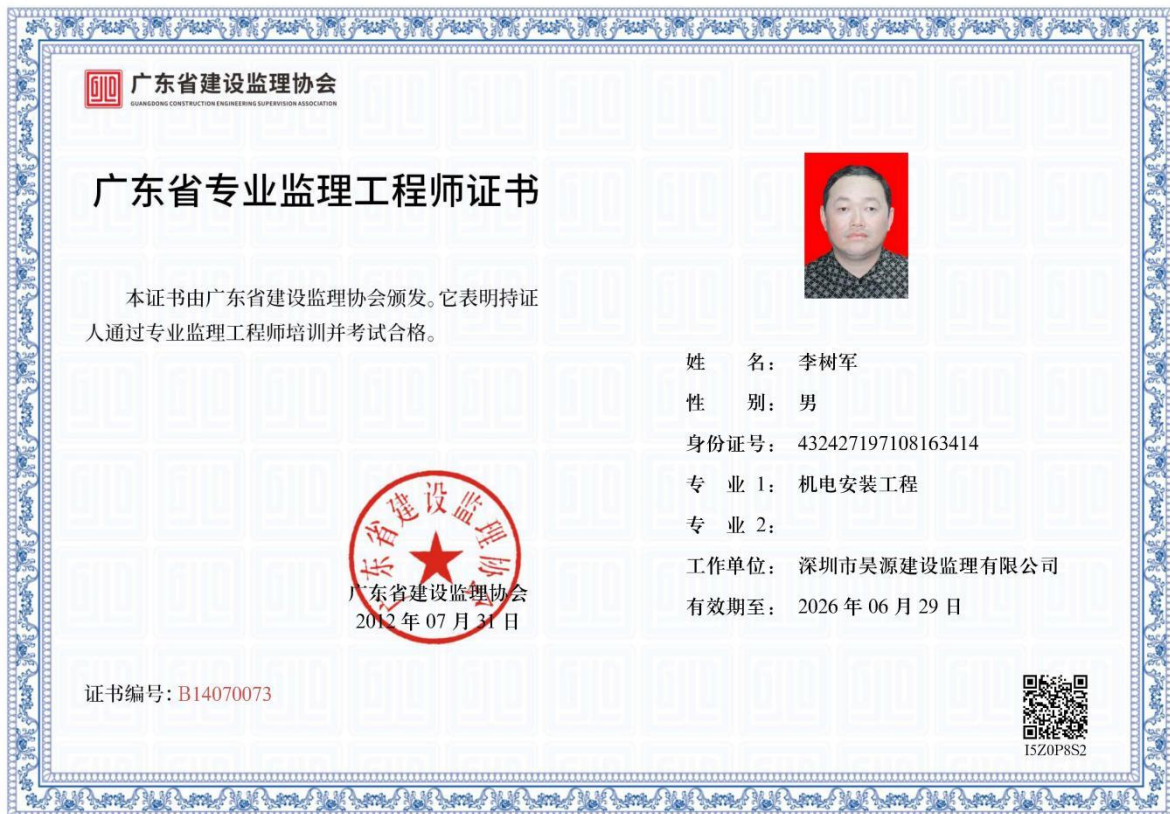 广东省建设监理协会
GUANGDONG CONSTRUCTION ENGINEERING SUPERVISION ASSOCIATION
广东省专业监理工程师证书
本证书由广东省建设监理协会颁发。它表明持证
人通过专业监理工程师培训并考试合格。
姓 名: 李树军
性 别: 男
身份证号: 432427197108163414
专 业 1: 机电安装工程
专 业 2:
工作单位: 深圳市昊源建设监理有限公司
有效期至: 2026 年 06 月 29 日
广东省建设监理协会
广东省建设监理协会
2012 年 07 月 31 日
证书编号: B14070073
I5Z0P8S2